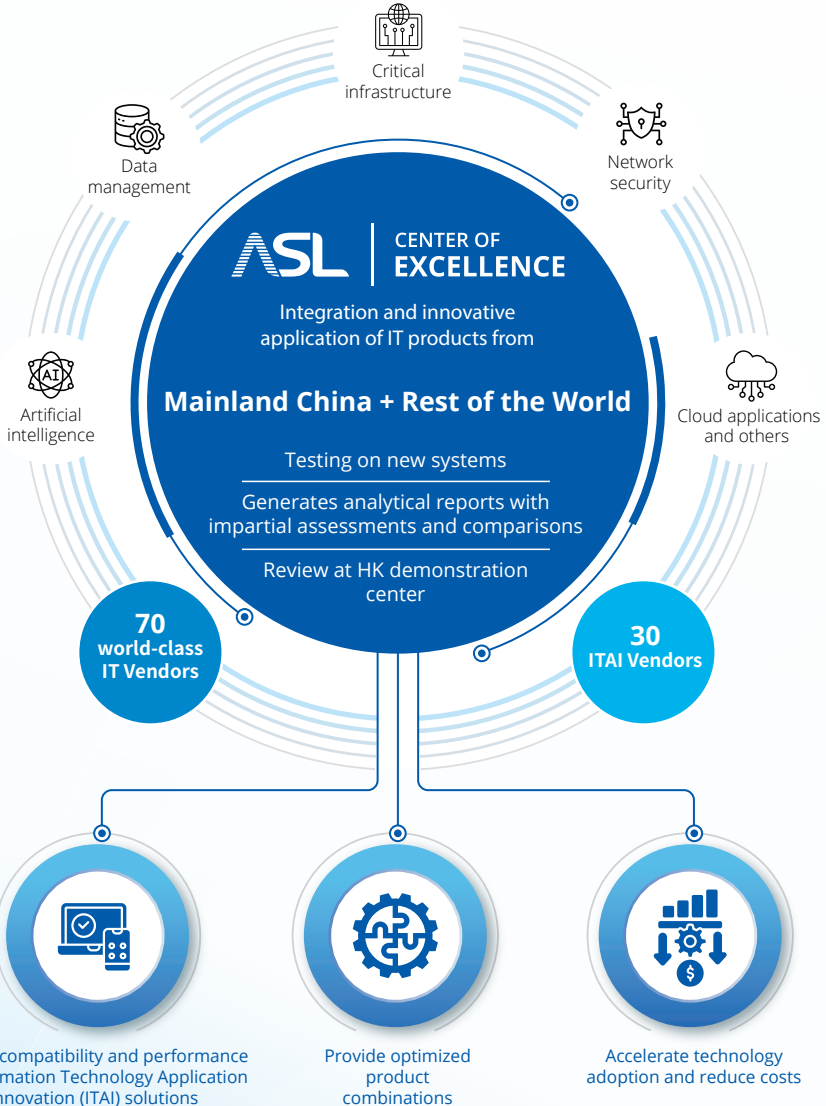 Critical
infrastructure
Data
management
Network
security
ASL
CENTER OF
EXCELLENCE
Integration and innovative
application of IT products from
Mainland China + Rest of the World
Artificial
intelligence
AI
Cloud applications
and others
Testing on new systems
Generates analytical reports with
impartial assessments and comparisons
Review at HK demonstration
center
70
world-class
IT Vendors
30
ITAI Vendors
$
compatibility and performance
mation Technology Application
nnovation (ITAI) solutions
Provide optimized
product
combinations
Accelerate technology
adoption and reduce costs